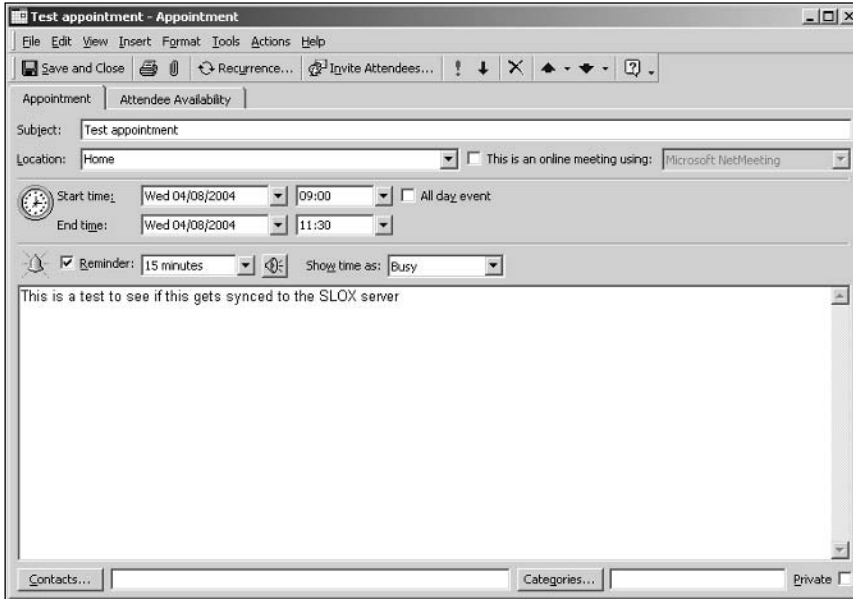 Test appointment - Appointment
File Edit View Insert Format Tools Actions Help
Save and Close Recurrence... Invite Attendees...
Appointment Attendee Availability
Subject: Test appointment
Location: Home This is an online meeting using: Microsoft NetMeeting
Start time: Wed 04/08/2004 09:00 All day event
End time: Wed 04/08/2004 11:30
Reminder: 15 minutes Show time as: Busy
This is a test to see if this gets synced to the SLOX server
Contacts... Categories... Private